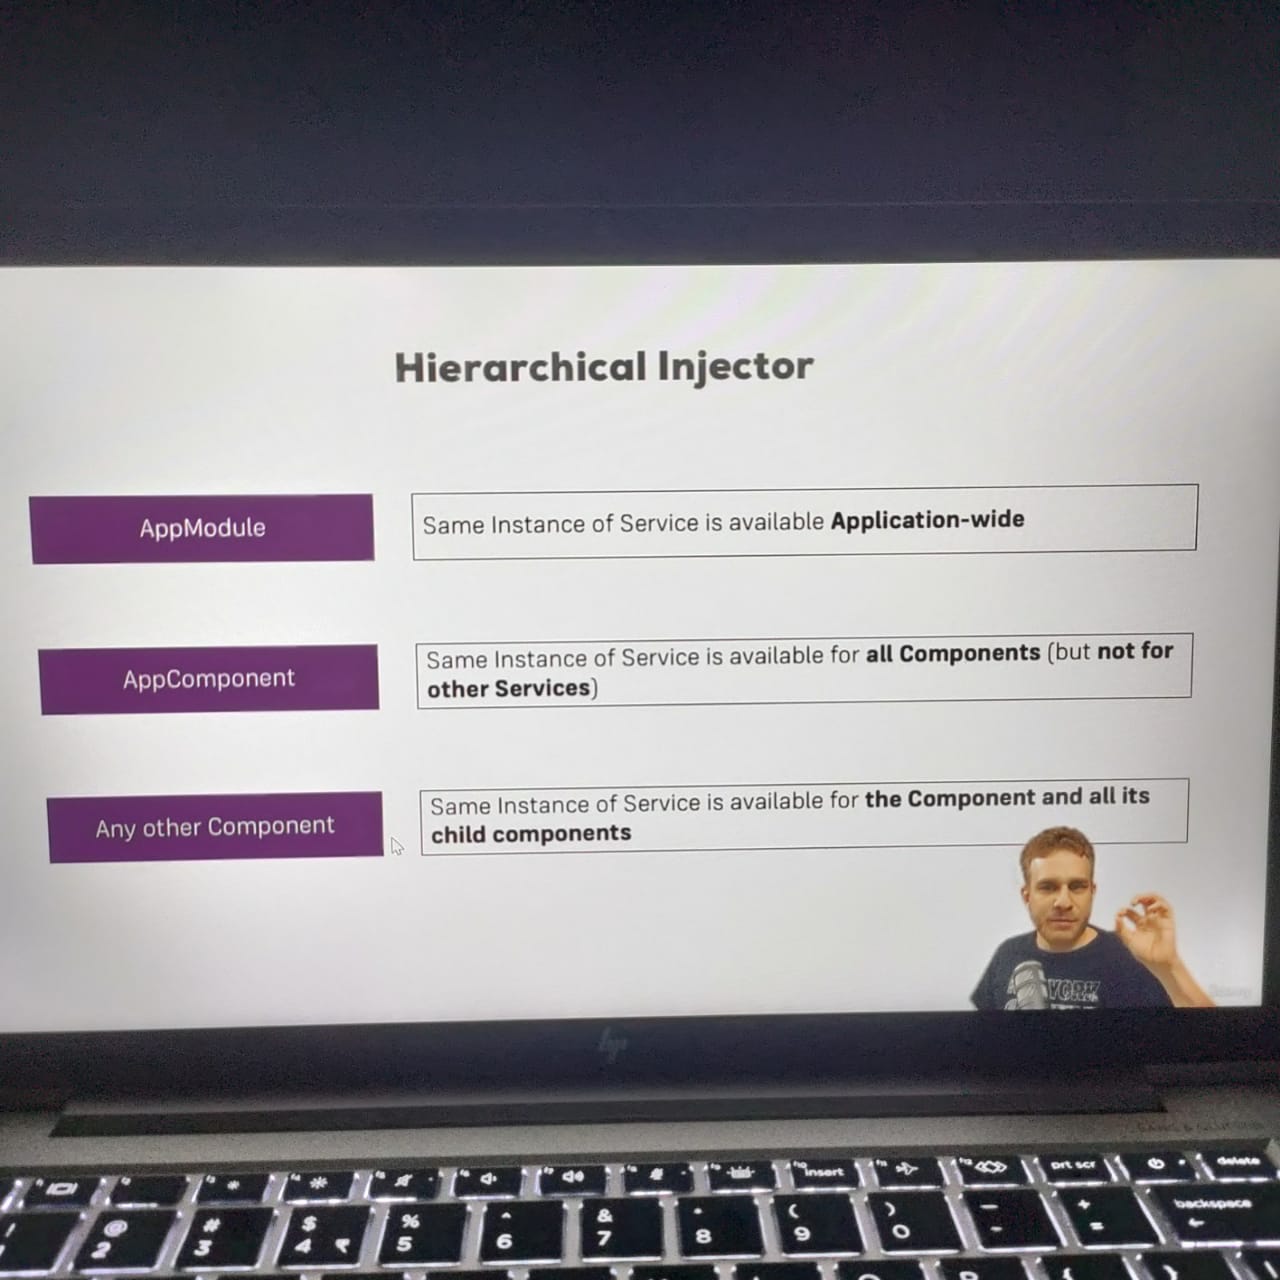 Hierarchical Injector
AppModule
Same Instance of Service is available Application-wide
AppComponent
Same Instance of Service is available for all Components (but not for
other Services)
Any other Component
Same Instance of Service is available for the Component and all its
child components
YORK
hp
insert
prt scr
delete
@
2
#
3
$
4 ₹
%
5
^
6
&
7
*
8
(
9
)
0
_
-
+
=
backspace